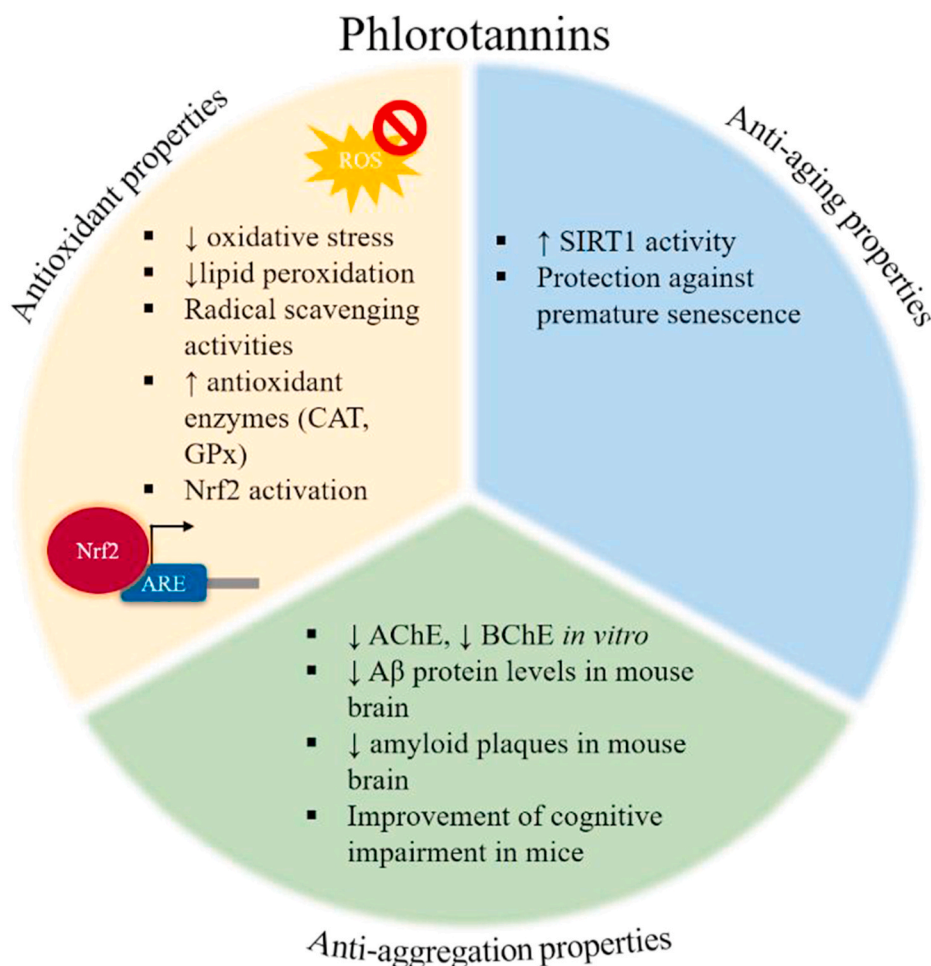 Phlorotannins
Antioxidant properties
ROS
▪ ↓ oxidative stress
▪ ↓lipid peroxidation
▪ Radical scavenging
activities
▪ ↑ antioxidant
enzymes (CAT,
GPx)
▪ Nrf2 activation
Nrf2
ARE
Anti-aging properties
▪ ↑ SIRT1 activity
▪ Protection against
premature senescence
▪ ↓ AChE, ↓ BChE in vitro
▪ ↓ Aβ protein levels in mouse
brain
▪ ↓ amyloid plaques in mouse
brain
▪ Improvement of cognitive
impairment in mice
Anti-aggregation properties